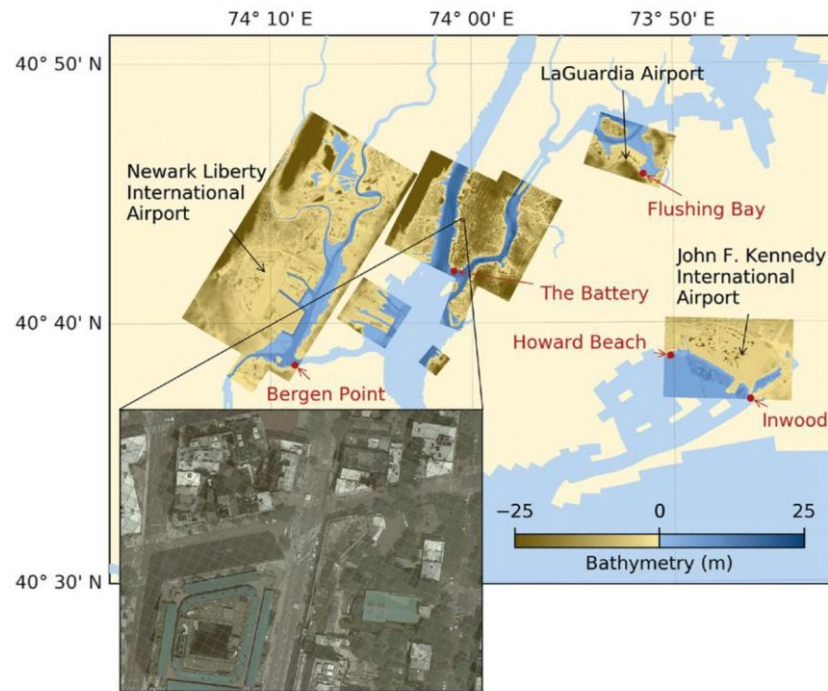 74° 10' E
74° 00' E
73° 50' E
40° 50' N
LaGuardia Airport
Newark Liberty
International
Airport
Flushing Bay
John F. Kennedy
International
Airport
The Battery
40° 40' N
Howard Beach
Bergen Point
Inwood
−25
0
25
Bathymetry (m)
40° 30' N